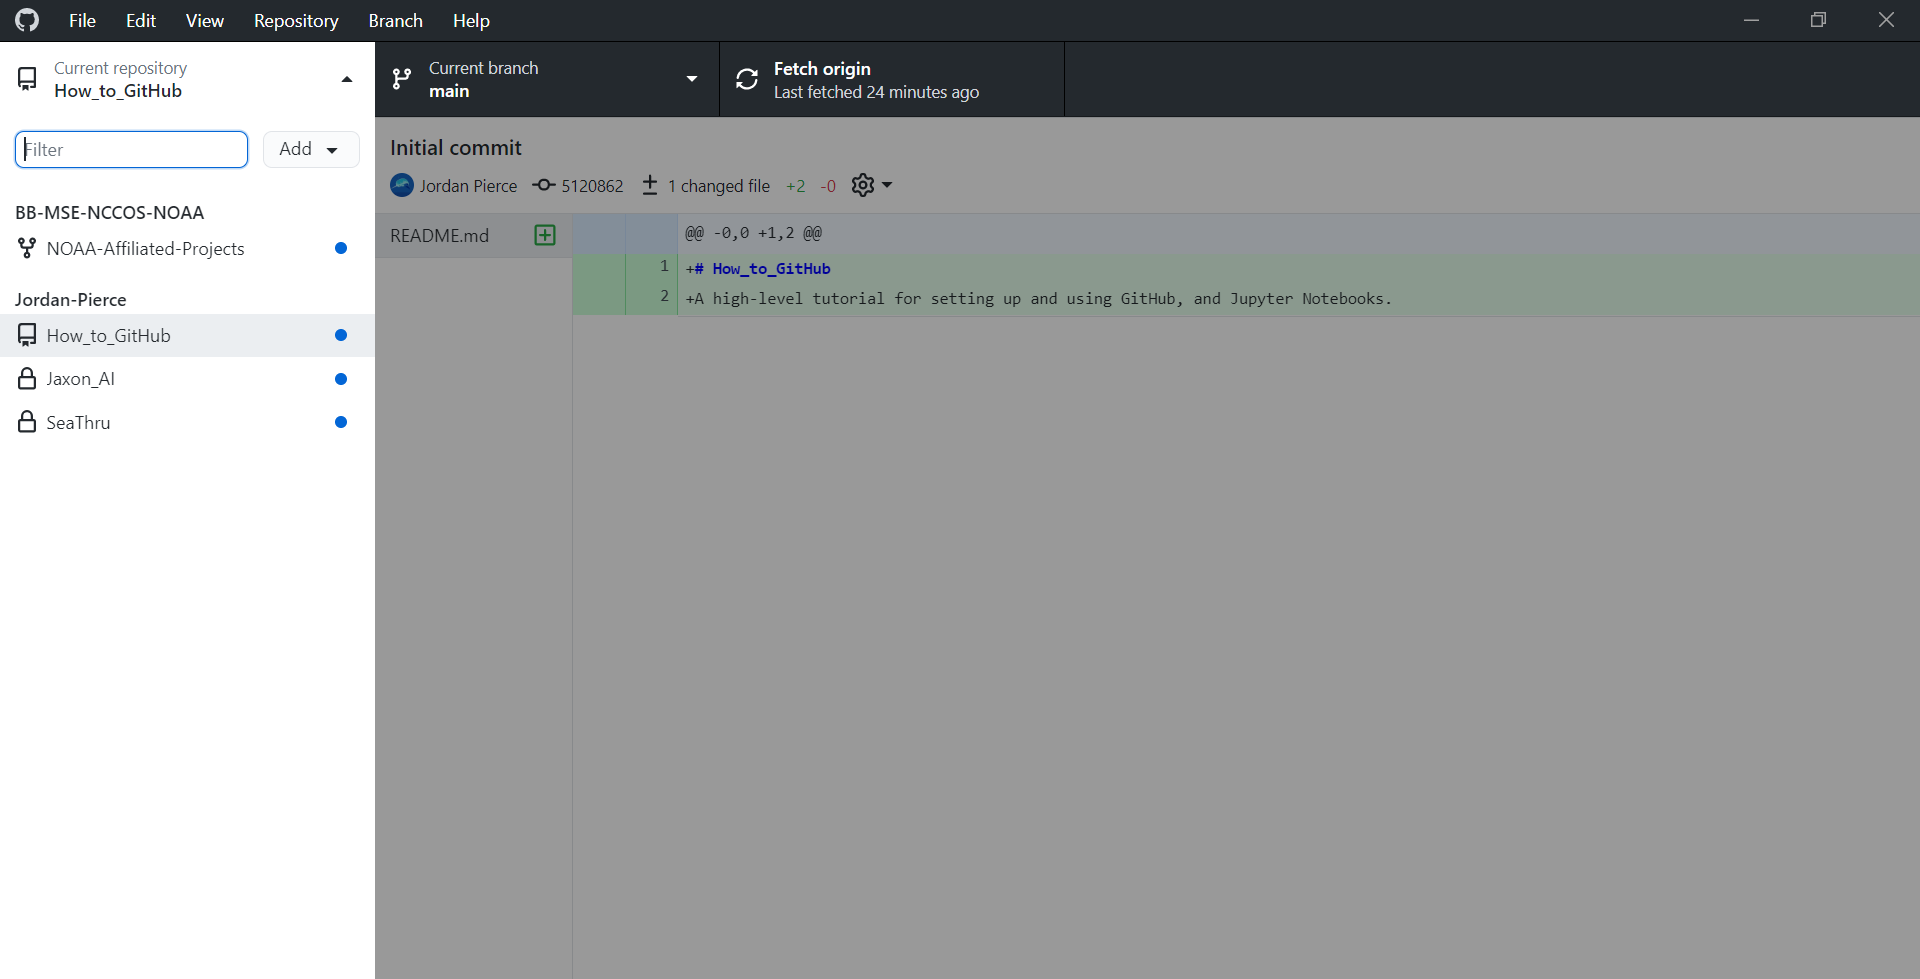 File Edit View Repository Branch Help
Current repository
How_to_GitHub
Current branch
main
Fetch origin
Last fetched 24 minutes ago
Filter
Add
BB-MSE-NCCOS-NOAA
NOAA-Affiliated-Projects
Jordan-Pierce
How_to_GitHub
Jaxon_AI
SeaThru
Initial commit
Jordan Pierce 5120862 1 changed file +2 -0
README.md
@@ -0,0 +1,2 @@
1 +# How_to_GitHub
2 +A high-level tutorial for setting up and using GitHub, and Jupyter Notebooks.